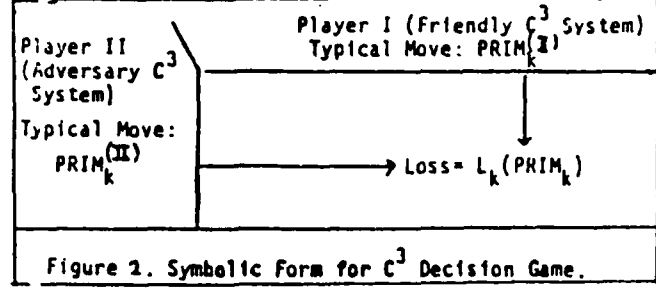 Player I (Friendly C³ System)
Typical Move: PRIM_k^(I)
Player II
(Adversary C³
System)
Typical Move:
PRIM_k^(II)
Loss= L_k(PRIM_k)
Figure 2. Symbolic Form for C³ Decision Game.